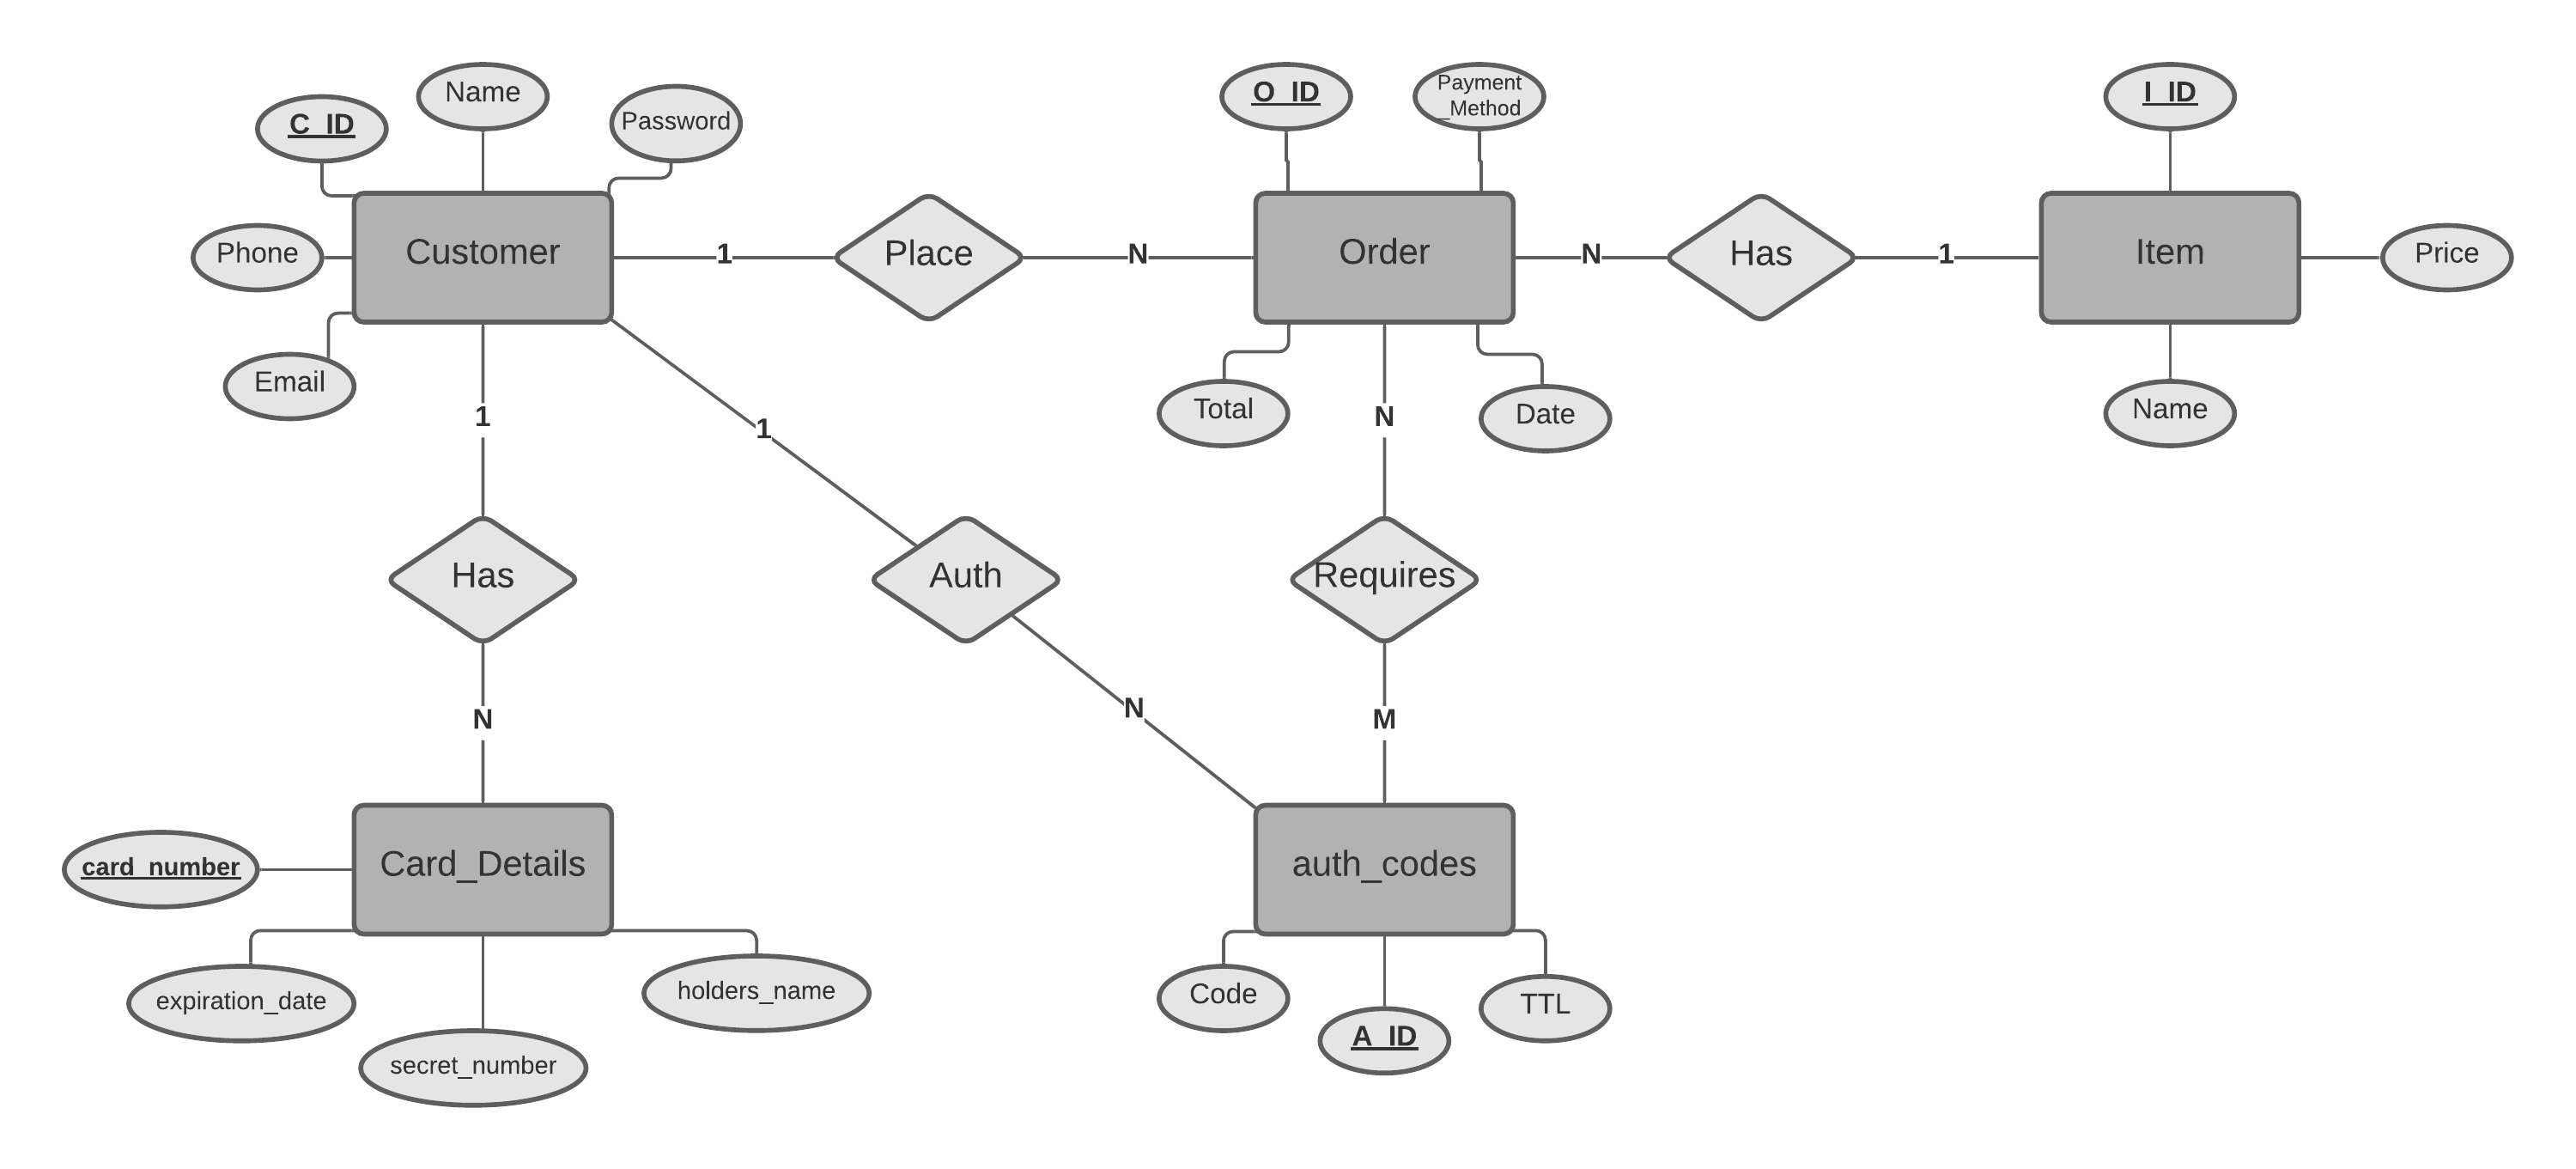 Name
O_ID
Payment
_Method
I_ID
C_ID
Password
Phone
Customer
1
Place
N
Order
N
Has
1
Item
Price
Email
Total
Date
Name
1
1
N
Has
Auth
Requires
N
N
M
card_number
Card_Details
auth_codes
expiration_date
holders_name
Code
TTL
secret_number
A_ID